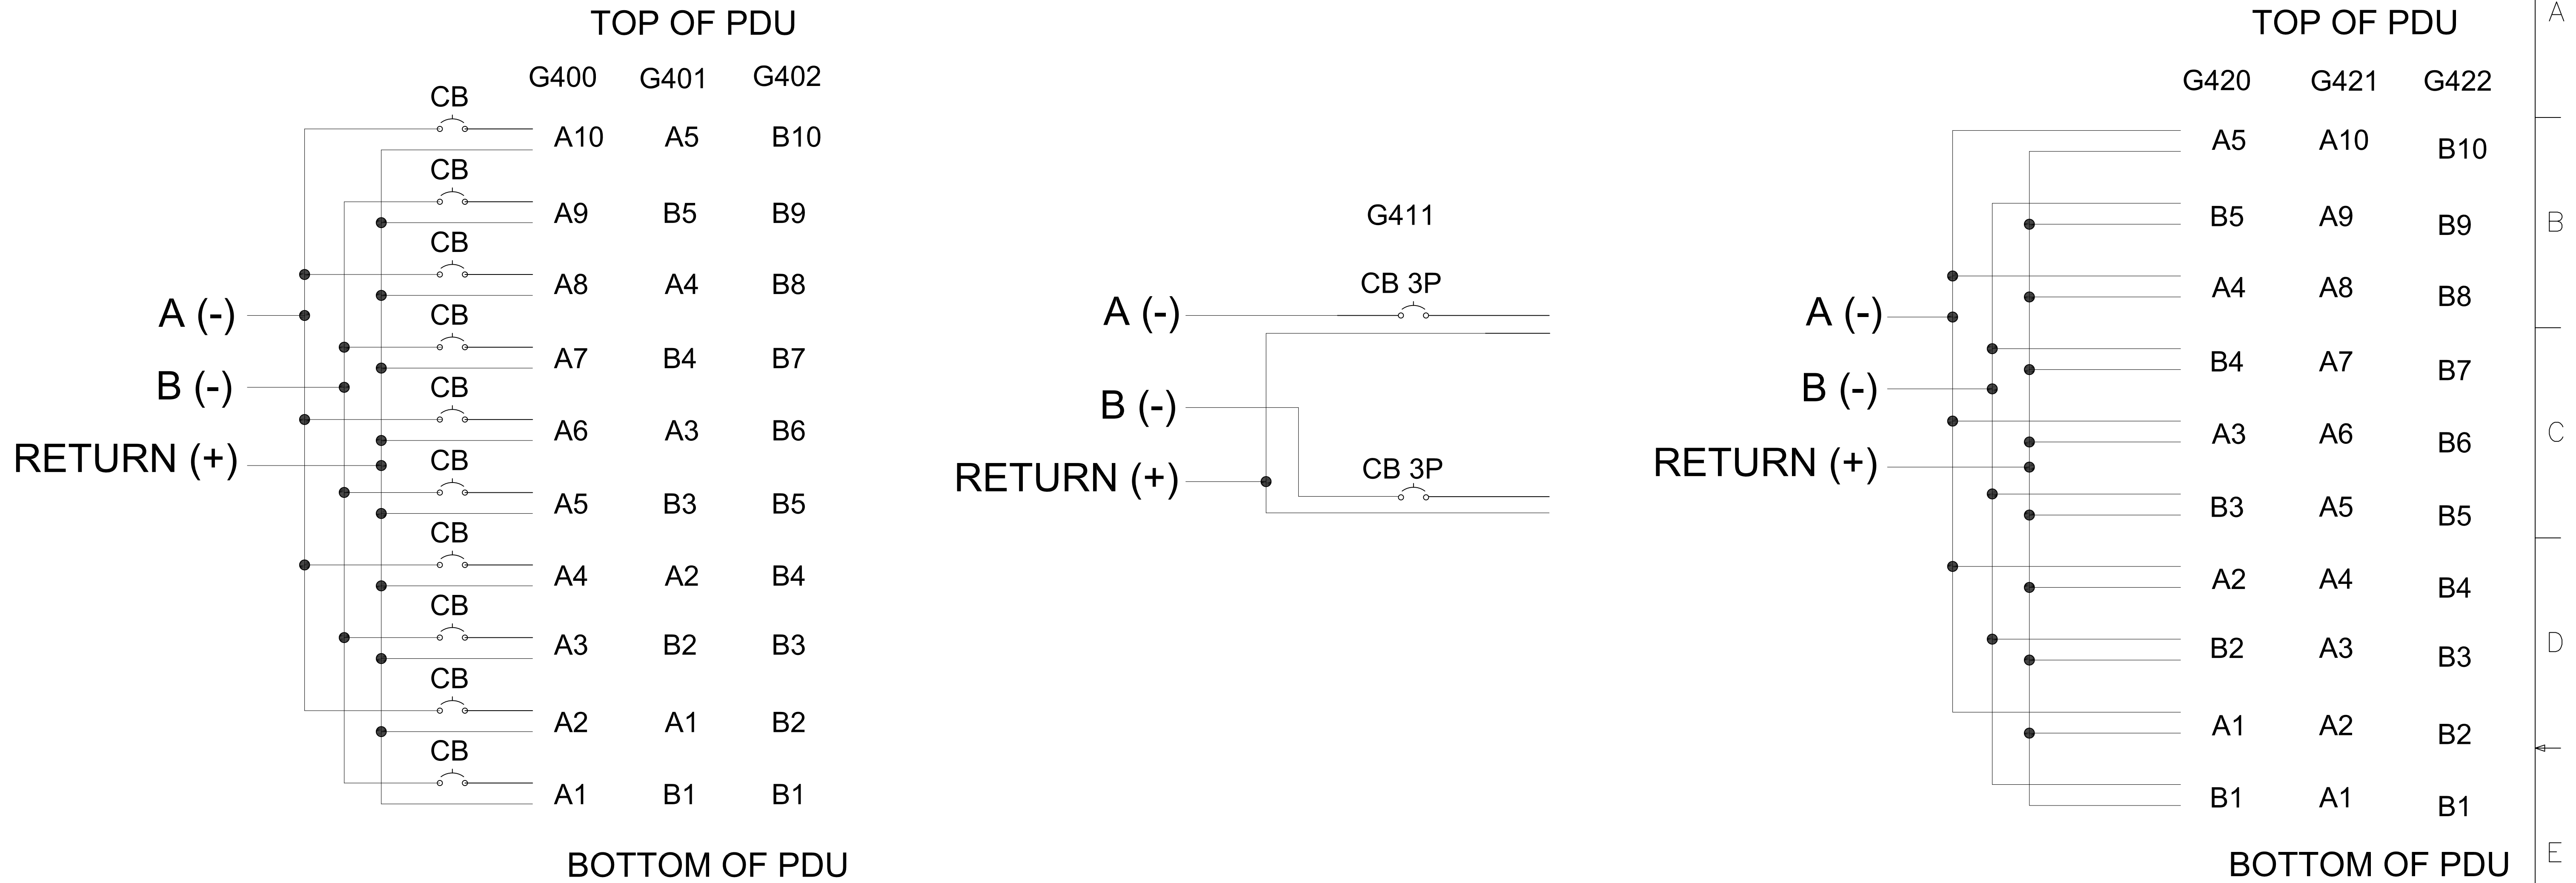 TOP OF PDU
G400 G401 G402
CB
A10 A5 B10
CB
A9 B5 B9
CB
A8 A4 B8
A (-)
CB
A7 B4 B7
B (-)
CB
A6 A3 B6
RETURN (+)
CB
A5 B3 B5
CB
A4 A2 B4
CB
A3 B2 B3
CB
A2 A1 B2
CB
A1 B1 B1
BOTTOM OF PDU
G411
CB 3P
A (-)
B (-)
CB 3P
RETURN (+)
TOP OF PDU
G420 G421 G422
A5 A10 B10
B5 A9 B9
A4 A8 B8
A (-)
B4 A7 B7
B (-)
A3 A6 B6
RETURN (+)
B3 A5 B5
A2 A4 B4
B2 A3 B3
A1 A2 B2
B1 A1 B1
BOTTOM OF PDU
A
B
C
D
E